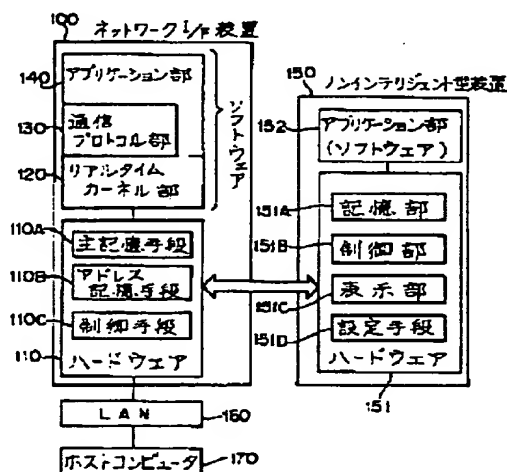 100
ネットワークI/F装置
140
アプリケーション部
130
通信
プロトコル部
120
リアルタイム
カーネル部
ソフトウェア
110A
主記憶手段
110B
アドレス
記憶手段
110C
制御手段
110
ハードウェア
LAN
160
ホストコンピュータ
170
150
ノンインテリジェント型装置
152
アプリケーション部
(ソフトウェア)
151A
記憶部
151B
制御部
151C
表示部
151D
設定手段
ハードウェア
151